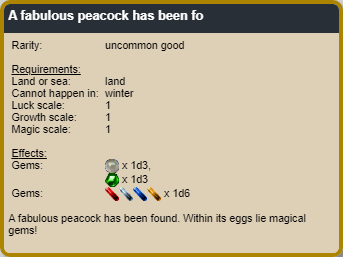 A fabulous peacock has been fo
Rarity: uncommon good
Requirements:
Land or sea: land
Cannot happen in: winter
Luck scale: 1
Growth scale: 1
Magic scale: 1
Effects:
Gems: x 1d3,
x 1d3
Gems: x 1d6
A fabulous peacock has been found. Within its eggs lie magical
gems!